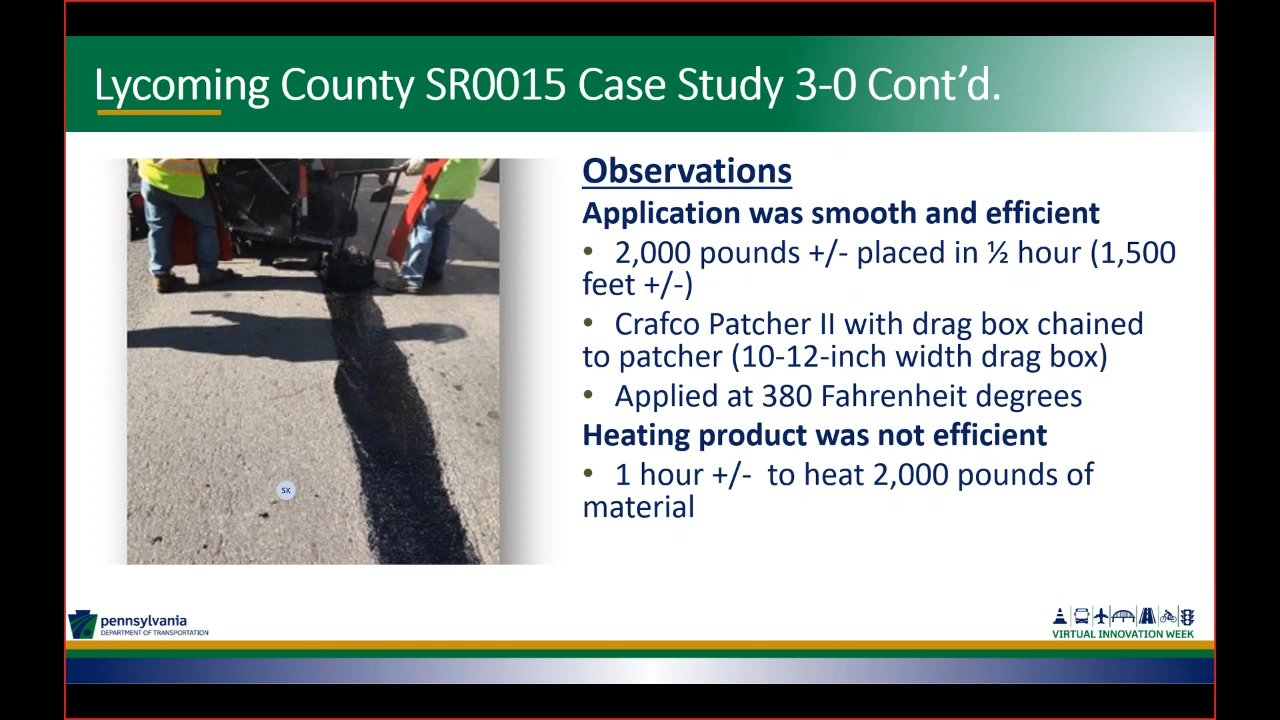 Lycoming County SR0015 Case Study 3-0 Cont’d.
Observations
Application was smooth and efficient
• 2,000 pounds +/- placed in ½ hour (1,500
feet +/-)
• Crafco Patcher II with drag box chained
to patcher (10-12-inch width drag box)
• Applied at 380 Fahrenheit degrees
Heating product was not efficient
• 1 hour +/-  to heat 2,000 pounds of
material
SK
pennsylvania
DEPARTMENT OF TRANSPORTATION
VIRTUAL INNOVATION WEEK